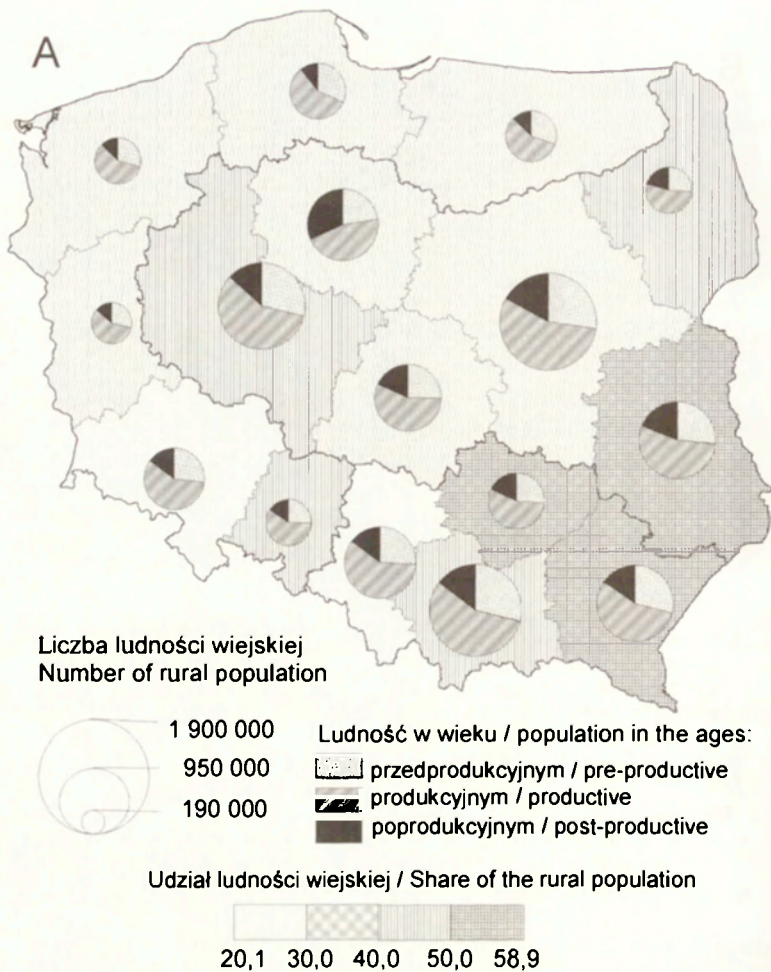 A
Liczba ludności wiejskiej
Number of rural population
1 900 000
950 000
190 000
Ludność w wieku / population in the ages:
przedprodukcyjnym / pre-productive
produkcyjnym / productive
poprodukcyjnym / post-productive
Udział ludności wiejskiej / Share of the rural population
20,1 30,0 40,0 50,0 58,9